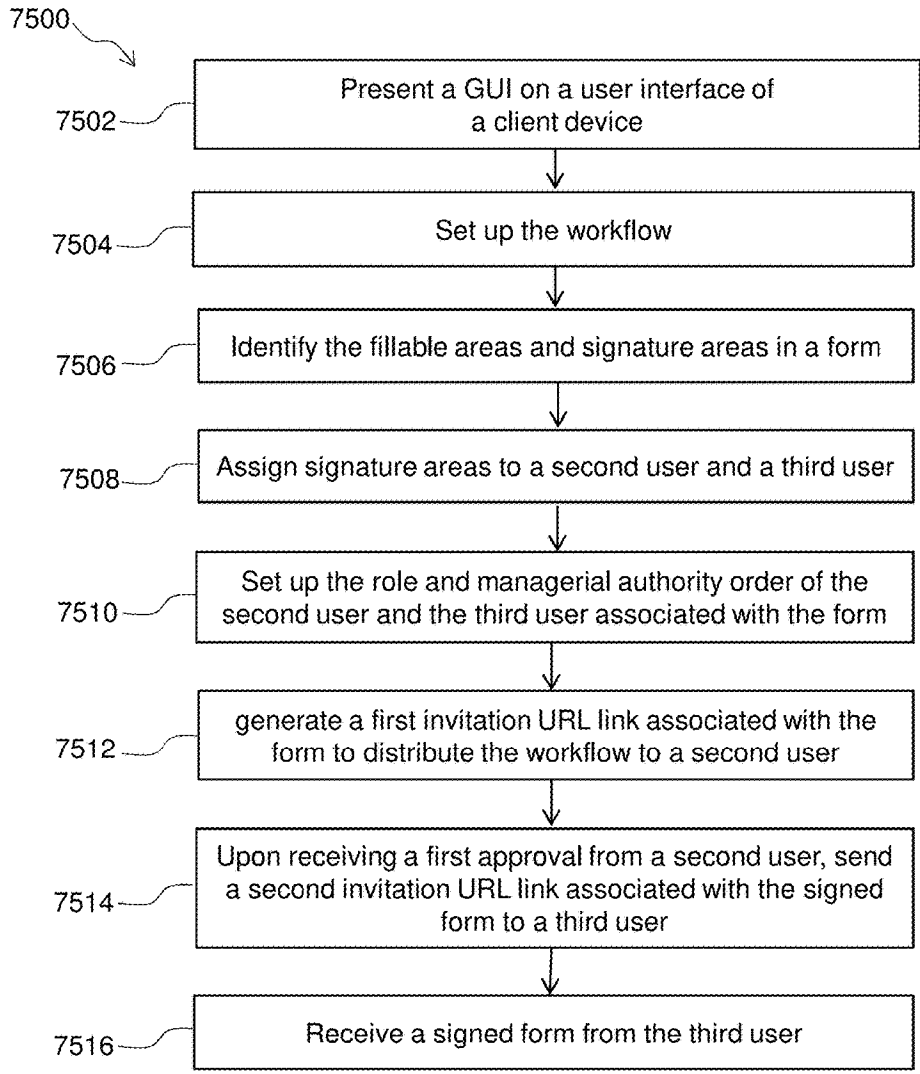 7500
Present a GUI on a user interface of
a client device
7502
Set up the workflow
7504
Identify the fillable areas and signature areas in a form
7506
Assign signature areas to a second user and a third user
7508
Set up the role and managerial authority order of the
second user and the third user associated with the form
7510
generate a first invitation URL link associated with the
form to distribute the workflow to a second user
7512
Upon receiving a first approval from a second user, send
a second invitation URL link associated with the signed
form to a third user
7514
Receive a signed form from the third user
7516